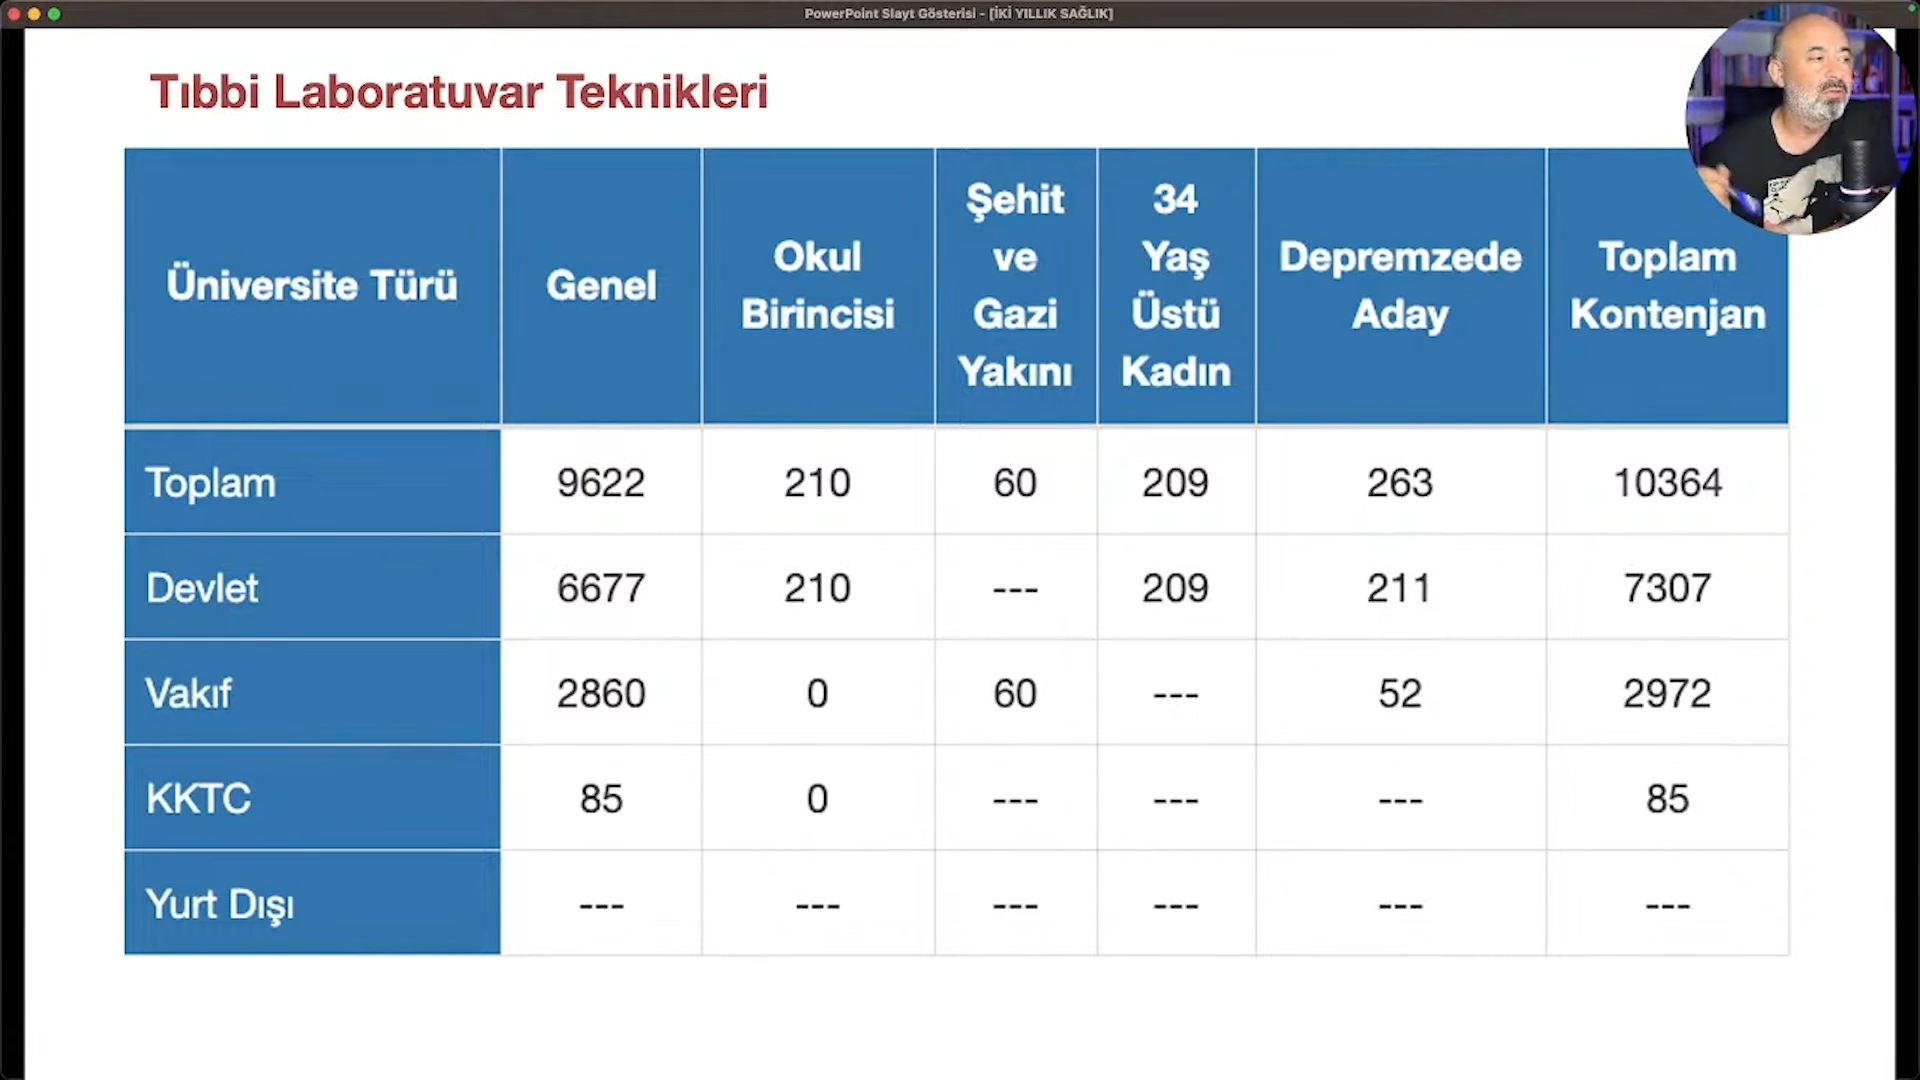 PowerPoint Slayt Gösterisi - [İKİ YILLIK SAĞLIK]
Tıbbi Laboratuvar Teknikleri
Üniversite Türü Genel Okul Birincisi Şehit ve Gazi Yakını 34 Yaş Üstü Kadın Depremzede Aday Toplam Kontenjan
Toplam 9622 210 60 209 263 10364
Devlet 6677 210 --- 209 211 7307
Vakıf 2860 0 60 --- 52 2972
KKTC 85 0 --- --- --- 85
Yurt Dışı --- --- --- --- --- ---